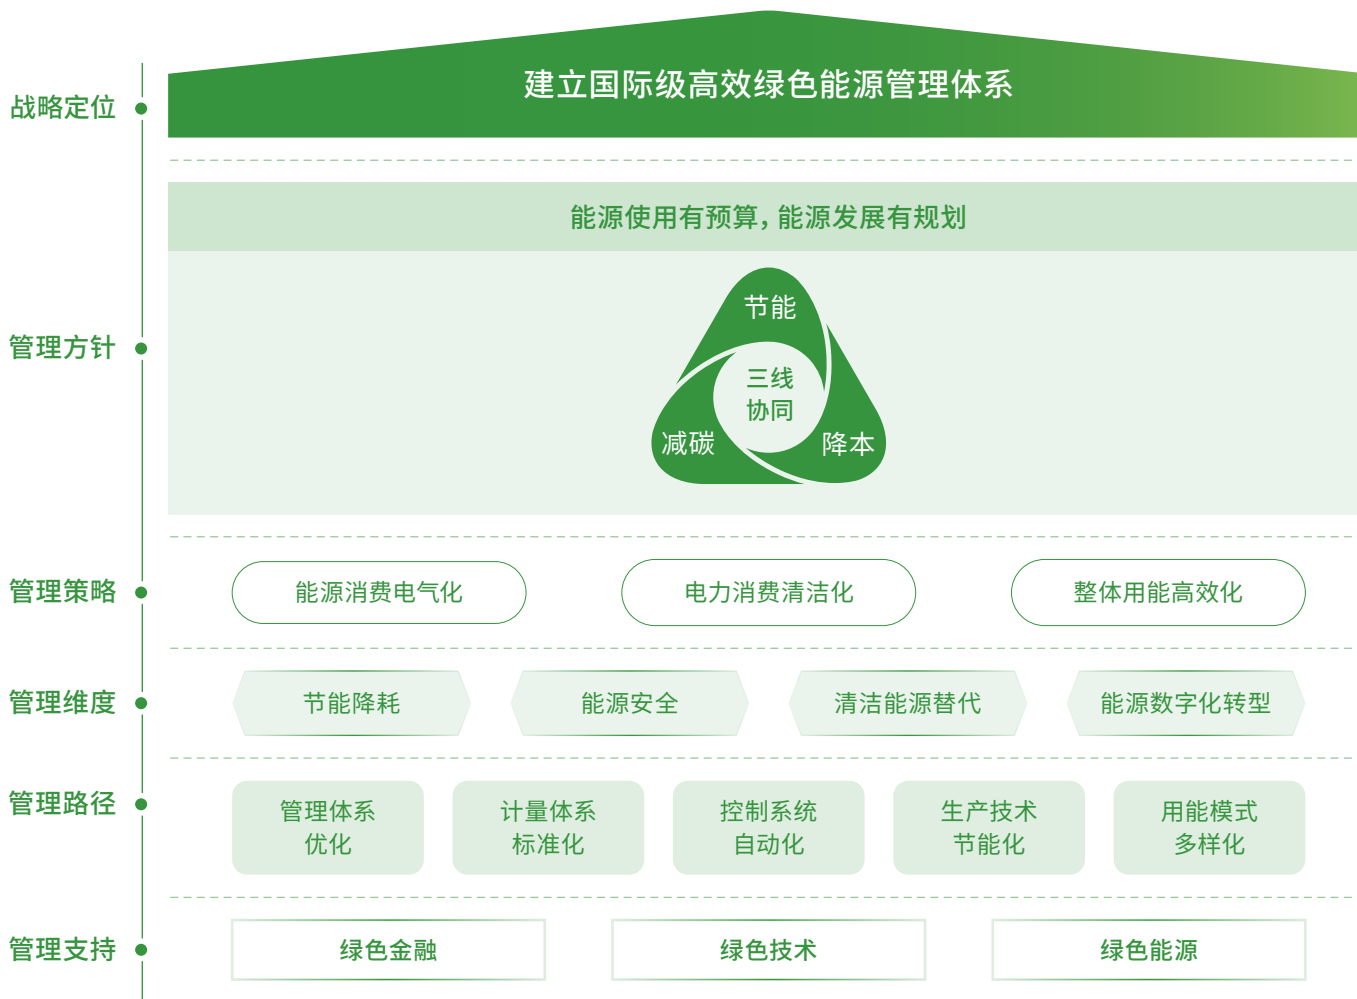 战略定位
建立国际级高效绿色能源管理体系
管理方针
能源使用有预算，能源发展有规划
节能
三线
协同
减碳
降本
管理策略
能源消费电气化
电力消费清洁化
整体用能高效化
管理维度
节能降耗
能源安全
清洁能源替代
能源数字化转型
管理路径
管理体系
优化
计量体系
标准化
控制系统
自动化
生产技术
节能化
用能模式
多样化
管理支持
绿色金融
绿色技术
绿色能源